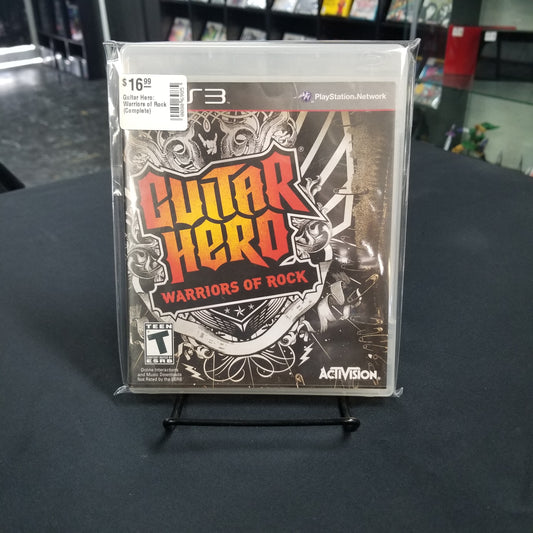 $16.99
Guitar Hero:
Warriors of Rock
(Complete)
PS3
PlayStation Network
GUITAR
HERO
WARRIORS OF ROCK
TEEN
T
ESRB
Online Interactions
and Music Downloads
Not Rated by the ESRB
ACTIVISION